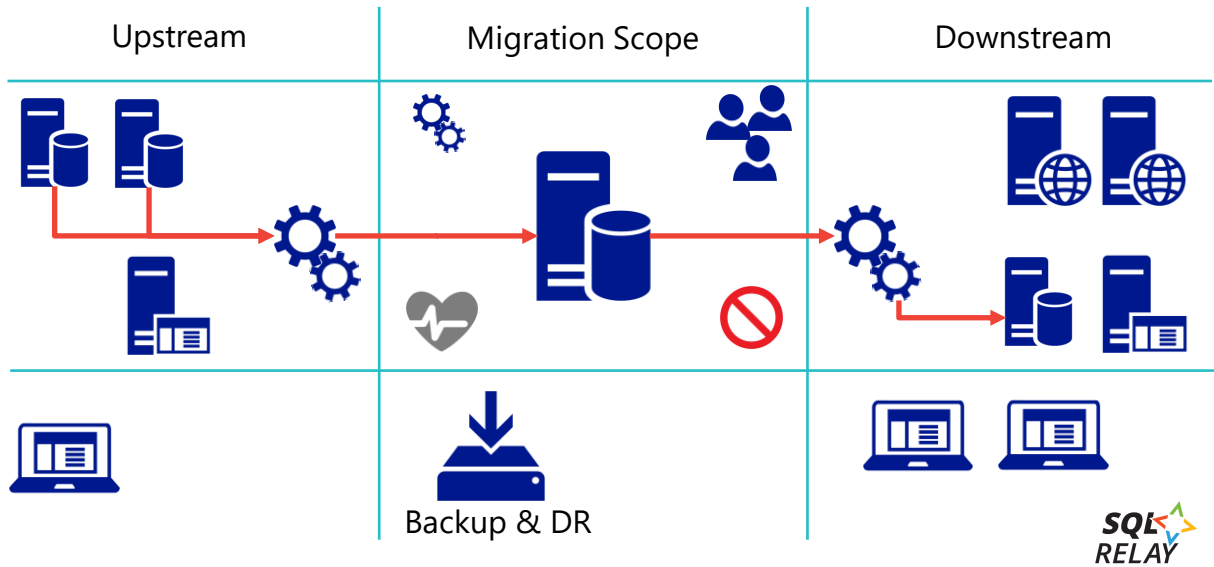 Upstream
Migration Scope
Downstream
Backup & DR
SQL
RELAY